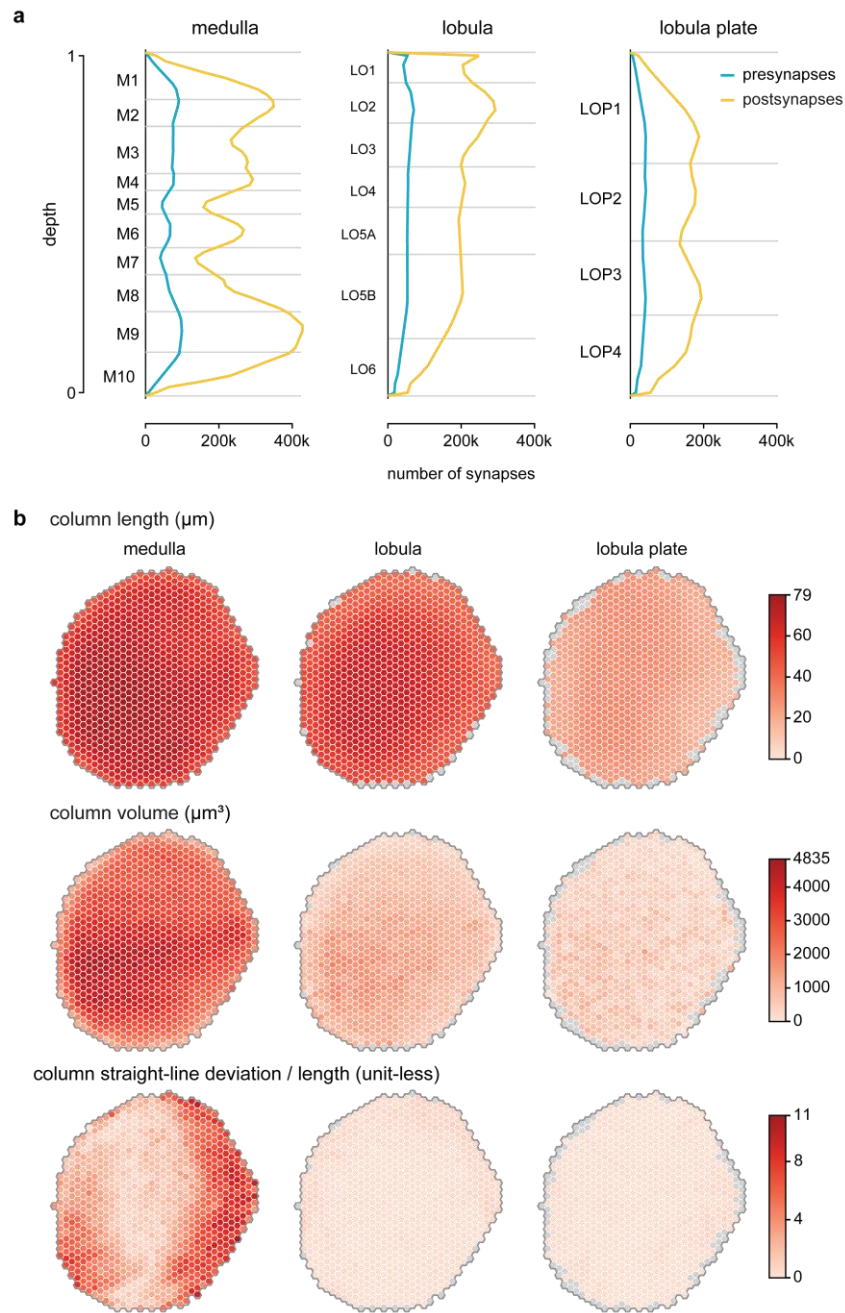 a
medulla
lobula
lobula plate
1
depth
0
M1
M2
M3
M4
M5
M6
M7
M8
M9
M10
LO1
LO2
LO3
LO4
LO5A
LO5B
LO6
LOP1
LOP2
LOP3
LOP4
presynapses
postsynapses
0 200k 400k
0 200k 400k
0 200k 400k
number of synapses
b column length (µm)
medulla
lobula
lobula plate
79
60
40
20
0
column volume (µm³)
4835
4000
3000
2000
1000
0
column straight-line deviation / length (unit-less)
11
8
4
0